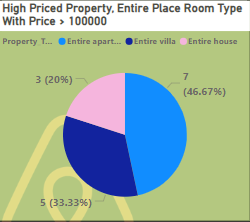 High Priced Property, Entire Place Room Type
With Price > 100000
Property_T... Entire apart... Entire villa Entire house
3 (20%)
7
(46.67%)
5 (33.33%)